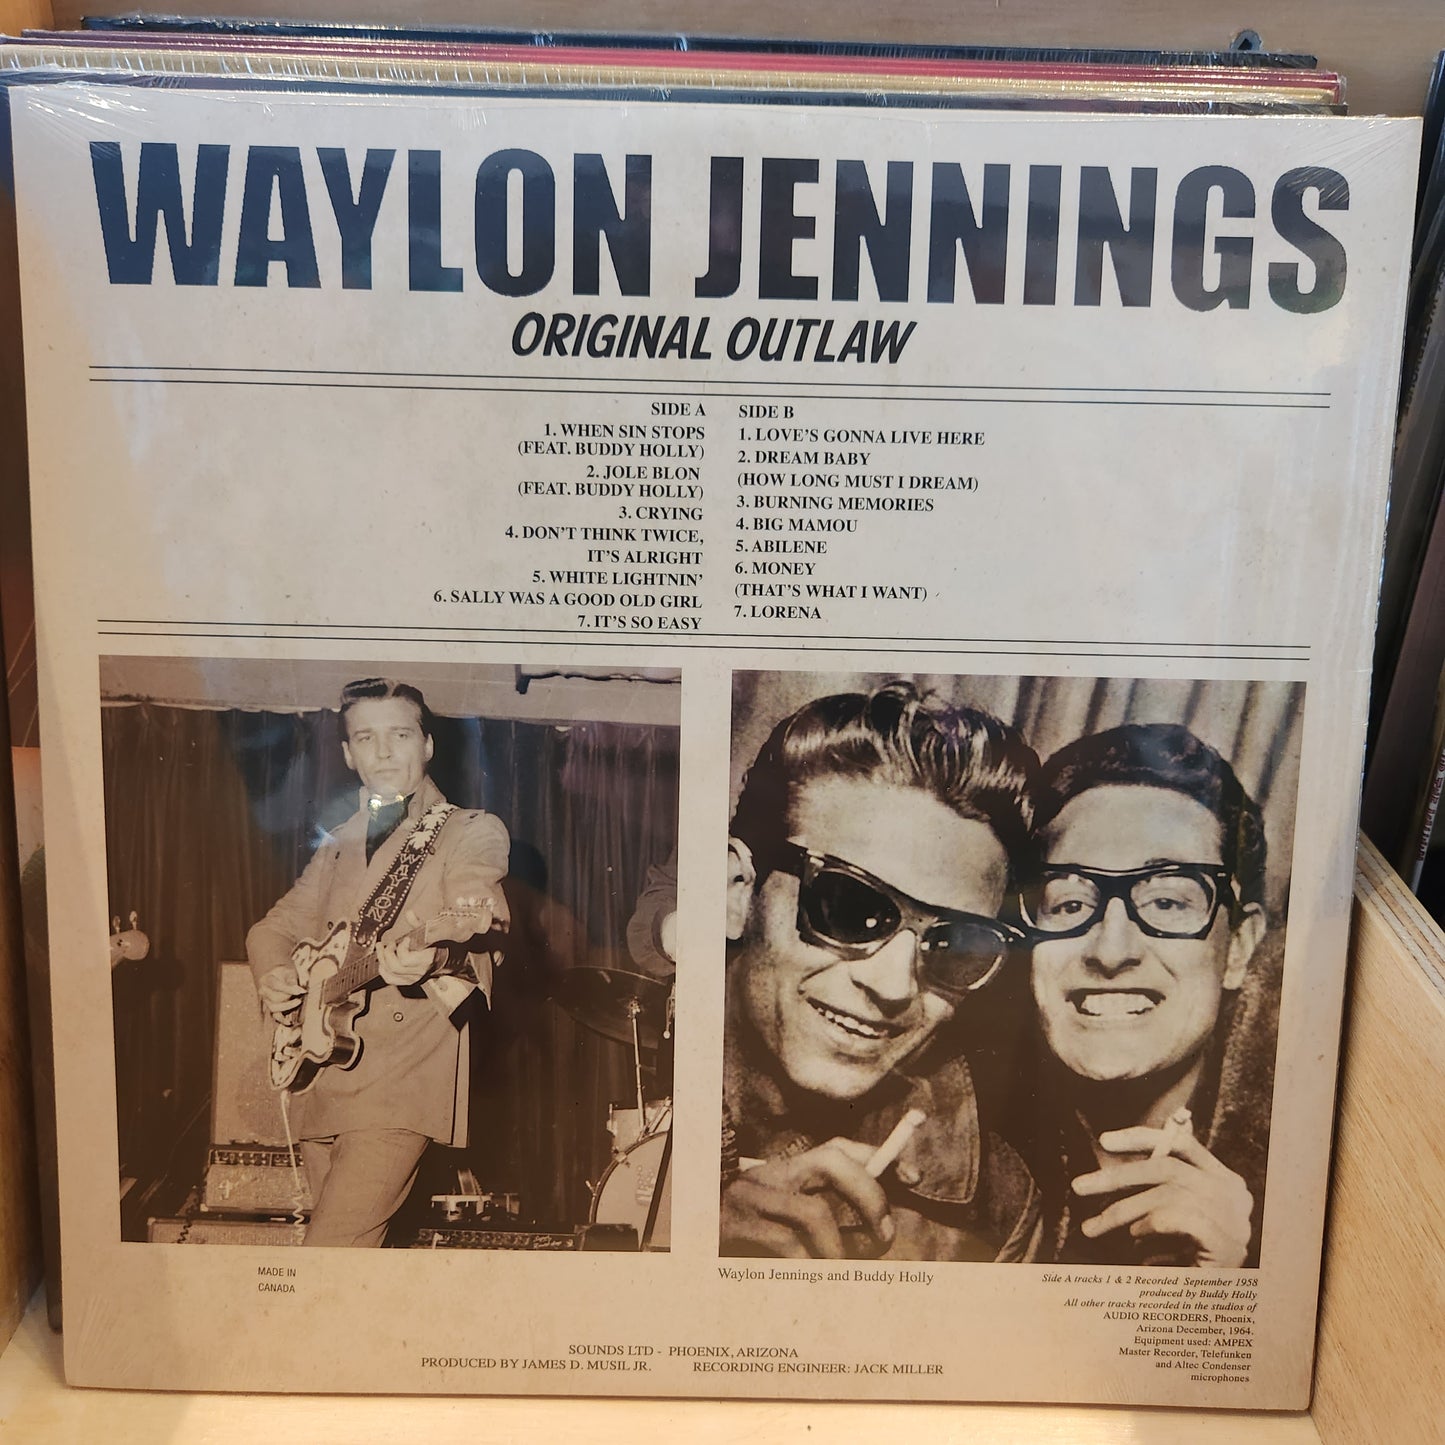 WAYLON JENNINGS
ORIGINAL OUTLAW
SIDE A
1. WHEN SIN STOPS
(FEAT. BUDDY HOLLY)
2. JOLE BLON
(FEAT. BUDDY HOLLY)
3. CRYING
4. DON'T THINK TWICE,
IT'S ALRIGHT
5. WHITE LIGHTNIN'
6. SALLY WAS A GOOD OLD GIRL
7. IT'S SO EASY
SIDE B
1. LOVE'S GONNA LIVE HERE
2. DREAM BABY
(HOW LONG MUST I DREAM)
3. BURNING MEMORIES
4. BIG MAMOU
5. ABILENE
6. MONEY
(THAT'S WHAT I WANT)
7. LORENA
WAYLON
MADE IN
CANADA
Waylon Jennings and Buddy Holly
Side A tracks 1 & 2 Recorded September 1958
produced by Buddy Holly
All other tracks recorded in the studios of
AUDIO RECORDERS, Phoenix,
Arizona December, 1964.
Equipment used: AMPEX
Master Recorder, Telefunken
and Altec Condenser
microphones
SOUNDS LTD - PHOENIX, ARIZONA
PRODUCED BY JAMES D. MUSIL JR. RECORDING ENGINEER: JACK MILLER